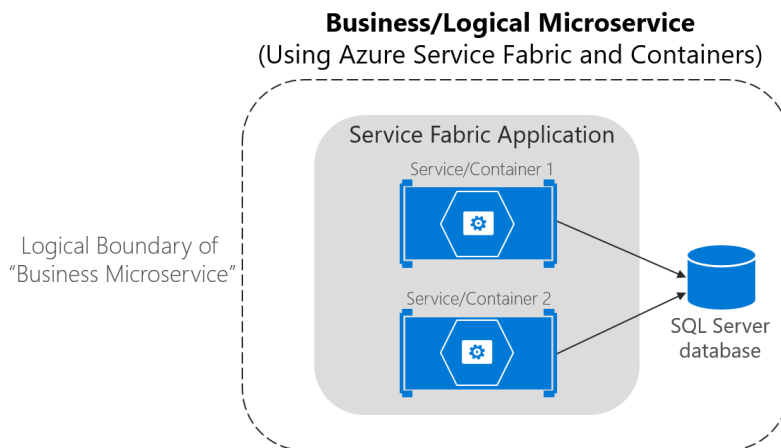 Business/Logical Microservice
(Using Azure Service Fabric and Containers)
Service Fabric Application
Service/Container 1
Logical Boundary of
“Business Microservice”
Service/Container 2
SQL Server
database